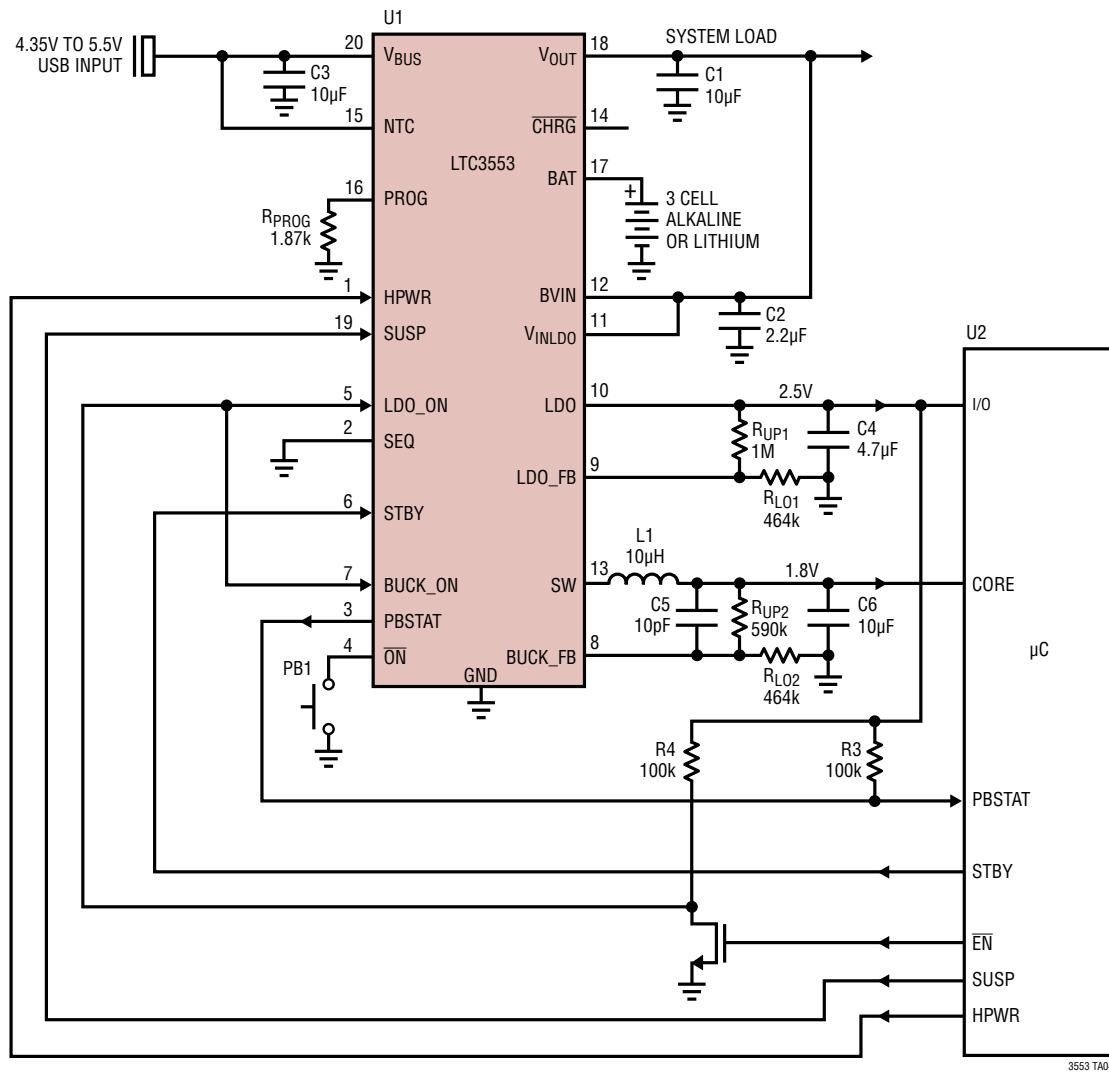 U1
4.35V TO 5.5V
USB INPUT
20
VBUS
C3
10µF
15
NTC
LTC3553
16
PROG
RPROG
1.87k
1
HPWR
19
SUSP
5
LDO_ON
2
SEQ
6
STBY
7
BUCK_ON
3
PBSTAT
4
ON
PB1
GND
18
VOUT
SYSTEM LOAD
C1
10µF
14
CHRG
17
BAT
+
3 CELL
ALKALINE
OR LITHIUM
12
BVIN
11
VINLDO
C2
2.2µF
10
LDO
2.5V
RUP1
1M
C4
4.7µF
9
LDO_FB
RLO1
464k
L1
10µH
13
SW
1.8V
C5
10pF
RUP2
590k
C6
10µF
8
BUCK_FB
RLO2
464k
R4
100k
R3
100k
U2
I/O
CORE
µC
PBSTAT
STBY
EN
SUSP
HPWR